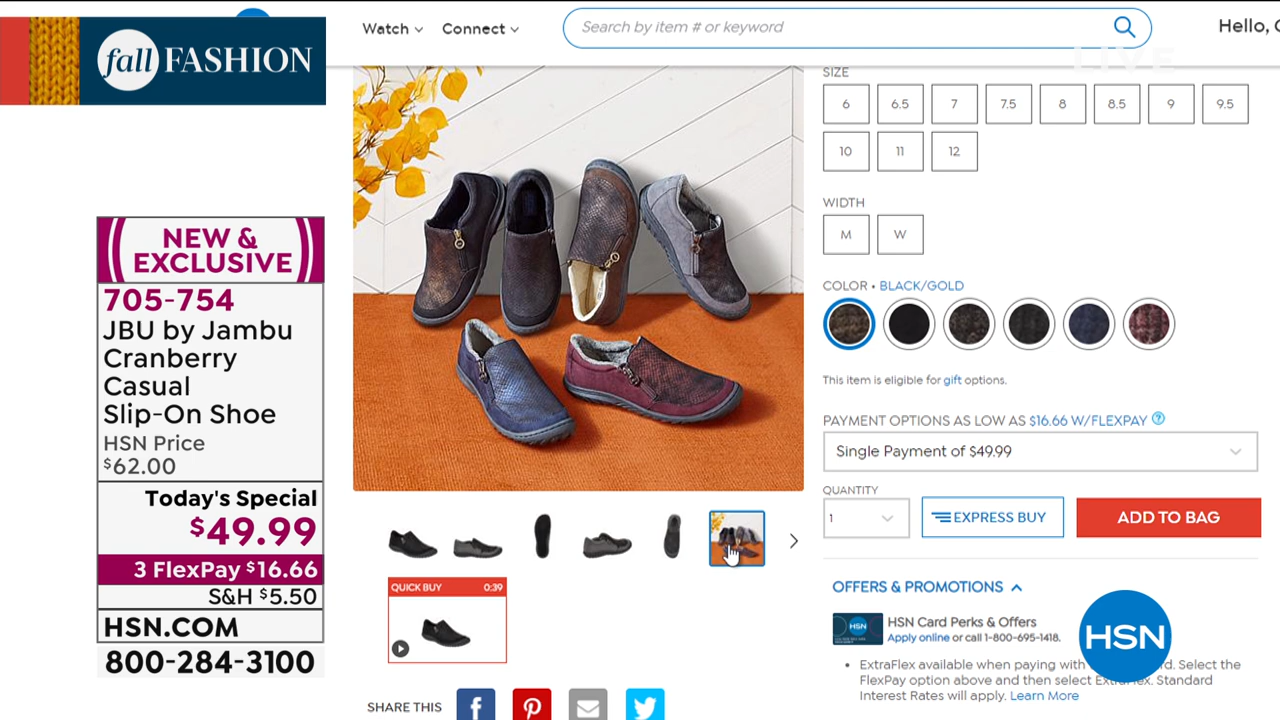 Watch
Connect
Search by item # or keyword
Hello,
fall FASHION
LIVE
SIZE
6
6.5
7
7.5
8
8.5
9
9.5
10
11
12
WIDTH
M
W
NEW &
EXCLUSIVE
705-754
JBU by Jambu
Cranberry
Casual
Slip-On Shoe
HSN Price
$62.00
Today's Special
$49.99
3 FlexPay $16.66
S&H $5.50
HSN.COM
800-284-3100
COLOR • BLACK/GOLD
This item is eligible for gift options.
PAYMENT OPTIONS AS LOW AS $16.66 W/FLEXPAY ?
Single Payment of $49.99
QUANTITY
1
EXPRESS BUY
ADD TO BAG
QUICK BUY 0:39
OFFERS & PROMOTIONS
HSN
HSN Card Perks & Offers
Apply online or call 1-800-695-1418.
HSN
• ExtraFlex available when paying with rd. Select the
FlexPay option above and then select ExtraFlex. Standard
Interest Rates will apply. Learn More
SHARE THIS